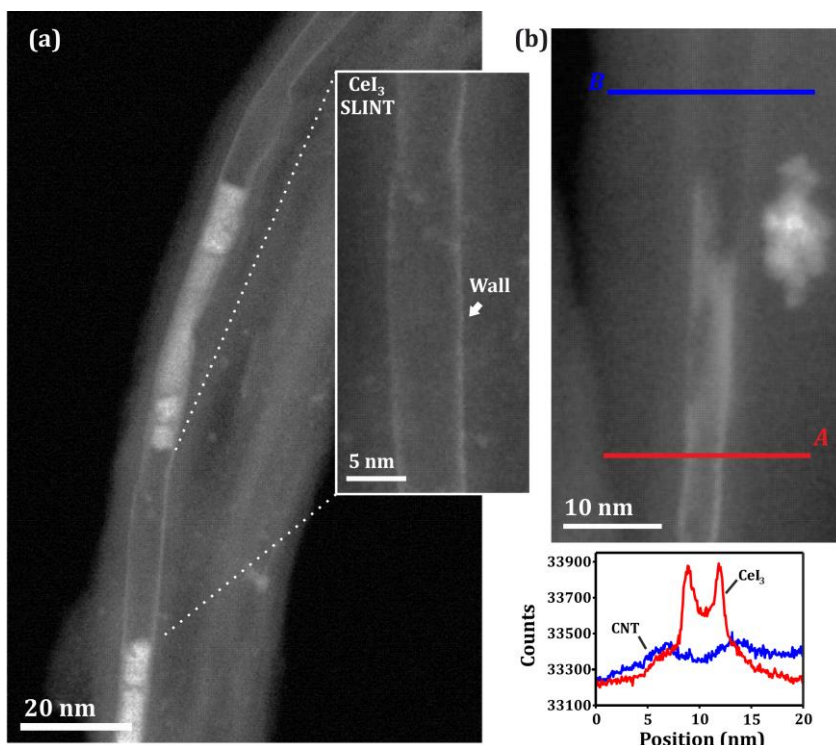 (a)
CeI₃
SLINT
Wall
5 nm
20 nm
(b)
B
A
10 nm
33900
33700
33500
33300
33100
Counts
CNT
CeI₃
0
5
10
15
20
Position (nm)